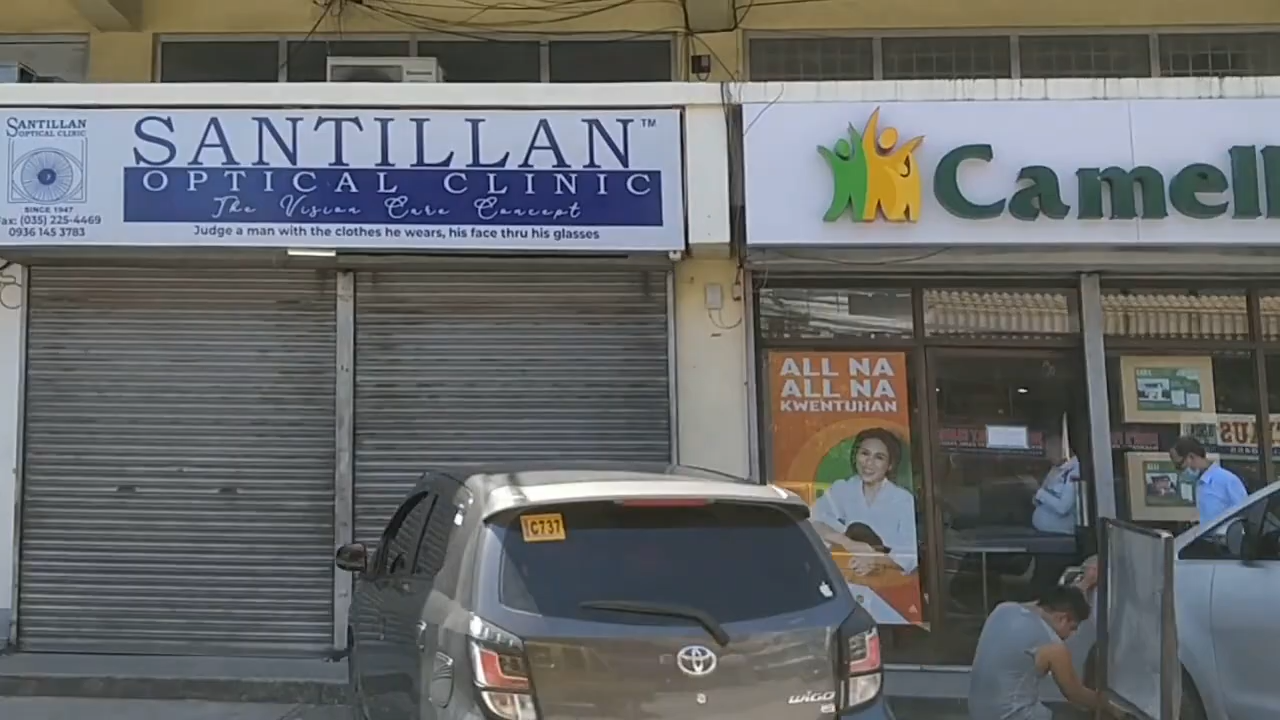 SANTILLAN
OPTICAL CLINIC
SINCE 1947
Fax: (035) 225-4469
0936 145 3783
SANTILLAN™
OPTICAL CLINIC
The Vision Care Concept
Judge a man with the clothes he wears, his face thru his glasses
Camell
ALL NA
ALL NA
KWENTUHAN
C737
WIGO
G